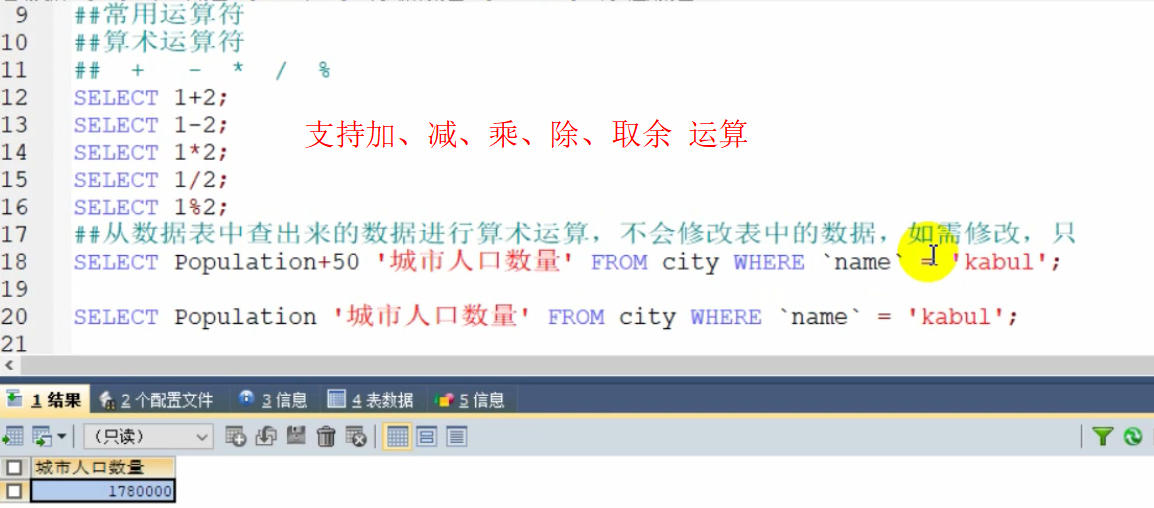 9 ##常用运算符
10 ##算术运算符
11 ## + - * / %
12 SELECT 1+2;
13 SELECT 1-2;
支持加、减、乘、除、取余 运算
14 SELECT 1*2;
15 SELECT 1/2;
16 SELECT 1%2;
17 ##从数据表中查出来的数据进行算术运算，不会修改表中的数据，如需修改，只
18 SELECT Population+50 '城市人口数量' FROM city WHERE `name` = 'kabul';
19
20 SELECT Population '城市人口数量' FROM city WHERE `name` = 'kabul';
21
1 结果 2 个配置文件 3 信息 4 表数据 5 信息
（只读）
城市人口数量
1780000